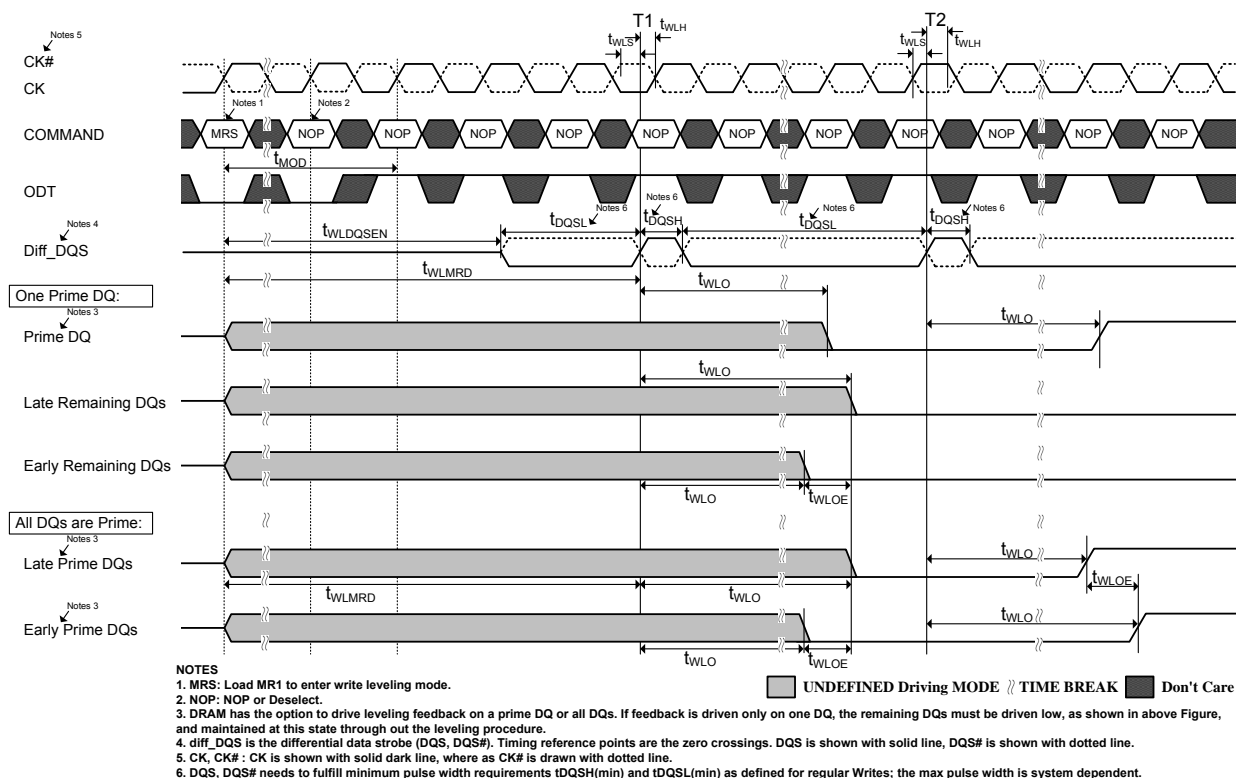 T1 T2
tWLS tWLH tWLS tWLH
Notes 5
CK#
CK
Notes 1 Notes 2
COMMAND MRS NOP NOP NOP NOP NOP NOP NOP NOP NOP NOP NOP
tMOD
ODT
Notes 6 Notes 6 Notes 6 Notes 6
tDQSL tDQSH tDQSL tDQSH
Notes 4
tWLDQSEN
Diff_DQS
tWLMRD
tWLO
One Prime DQ:
Notes 3
tWLO
Prime DQ
tWLO
Late Remaining DQs
Early Remaining DQs
tWLO tWLOE
All DQs are Prime:
Notes 3
tWLO
Late Prime DQs
tWLOE
tWLMRD tWLO
Notes 3
tWLO
Early Prime DQs
tWLO tWLOE
NOTES
1. MRS: Load MR1 to enter write leveling mode.
UNDEFINED Driving MODE TIME BREAK Don't Care
2. NOP: NOP or Deselect.
3. DRAM has the option to drive leveling feedback on a prime DQ or all DQs. If feedback is driven only on one DQ, the remaining DQs must be driven low, as shown in above Figure,
and maintained at this state through out the leveling procedure.
4. diff_DQS is the differential data strobe (DQS, DQS#). Timing reference points are the zero crossings. DQS is shown with solid line, DQS# is shown with dotted line.
5. CK, CK# : CK is shown with solid dark line, where as CK# is drawn with dotted line.
6. DQS, DQS# needs to fulfill minimum pulse width requirements tDQSH(min) and tDQSL(min) as defined for regular Writes; the max pulse width is system dependent.